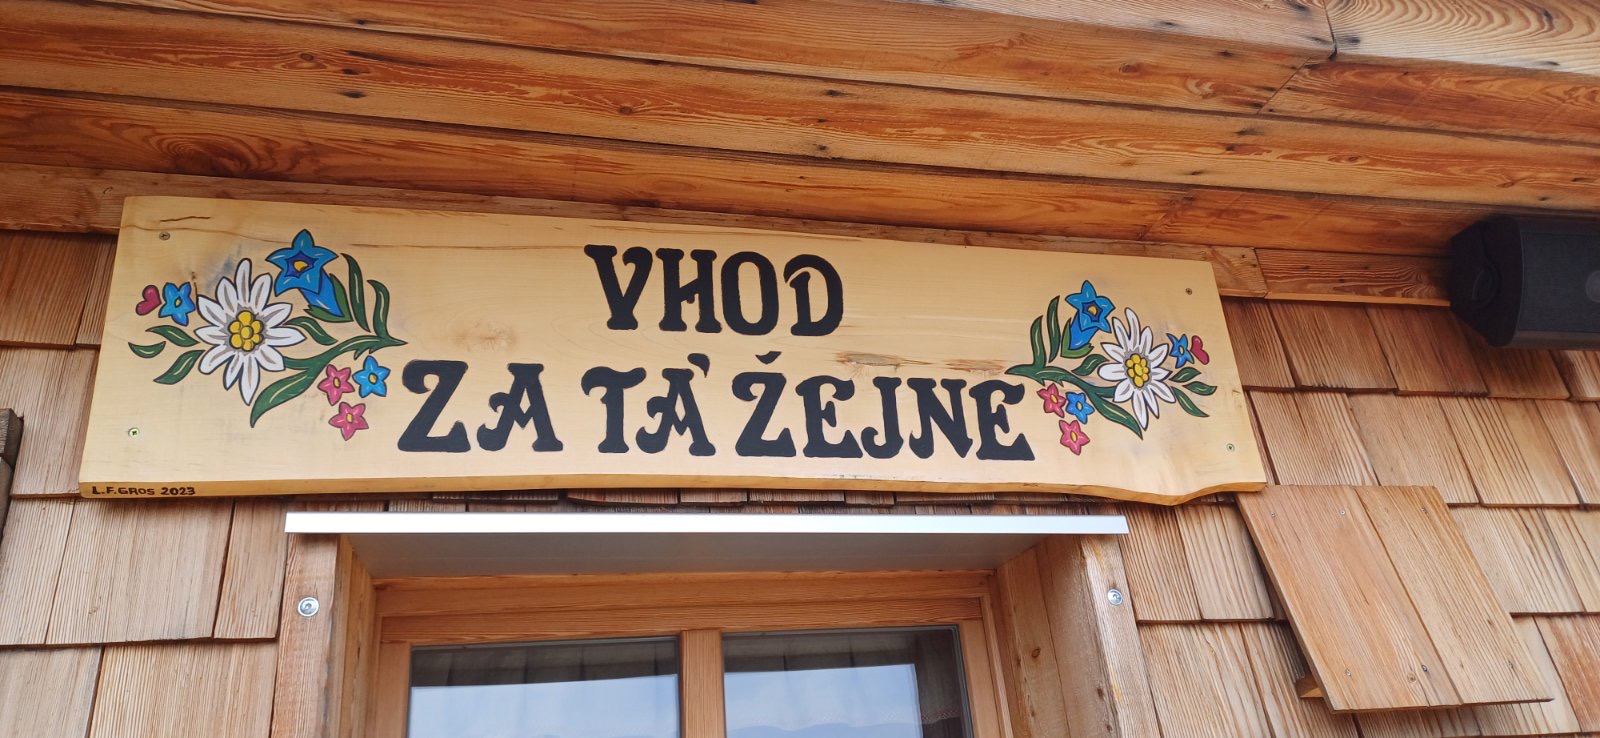 VHOD
ZA TA' ŽEJNE
L.F.GROS 2023